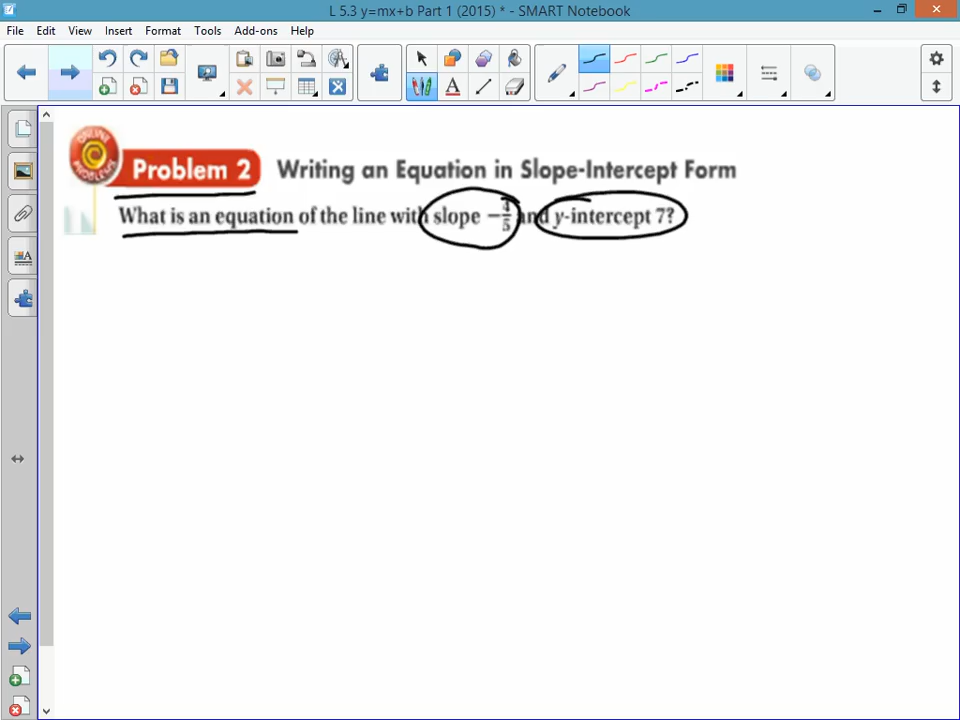 L 5.3 y=mx+b Part 1 (2015) * - SMART Notebook
File Edit View Insert Format Tools Add-ons Help
ONLINE PROBLEMS
Problem 2 Writing an Equation in Slope-Intercept Form
What is an equation of the line with slope −4/5 and y-intercept 7?